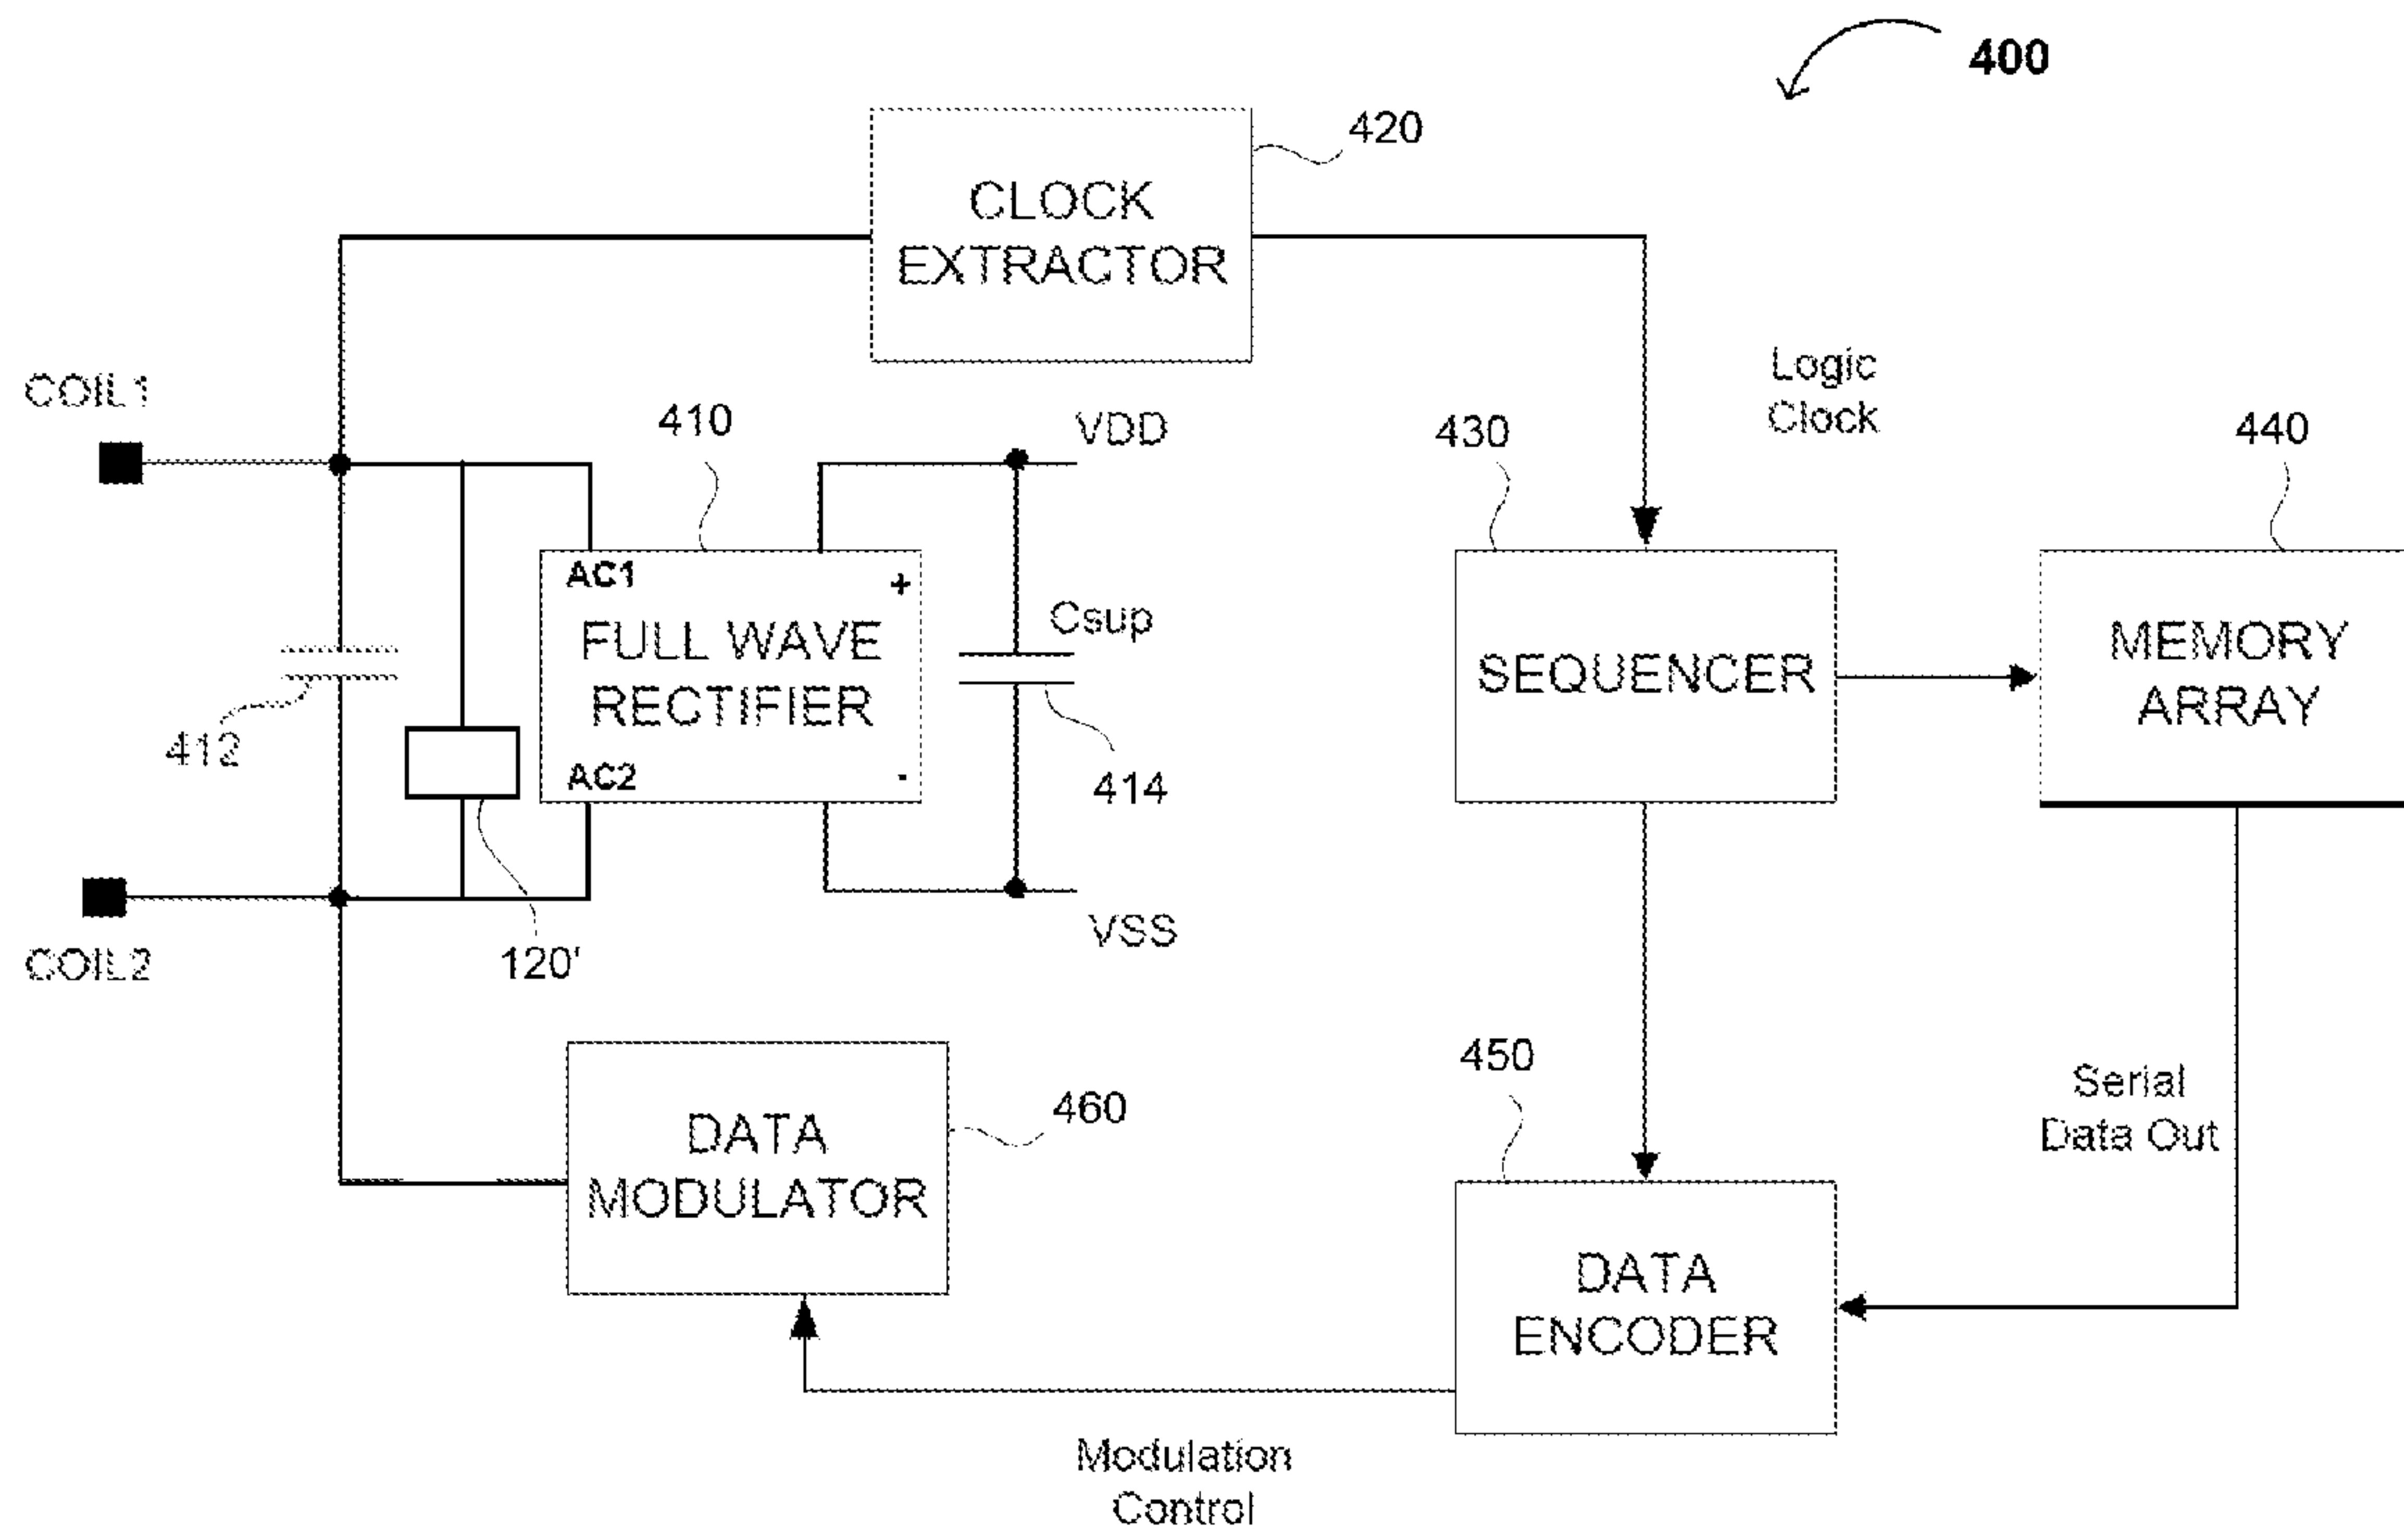 400
420
CLOCK
EXTRACTOR
COIL1
410
VDD
430
Logic
Clock
440
AC1
+
FULL WAVE
RECTIFIER
AC2
-
Csup
SEQUENCER
MEMORY
ARRAY
412
414
COIL2
120'
VSS
450
DATA
MODULATOR
460
Serial
Data Out
DATA
ENCODER
Modulation
Control